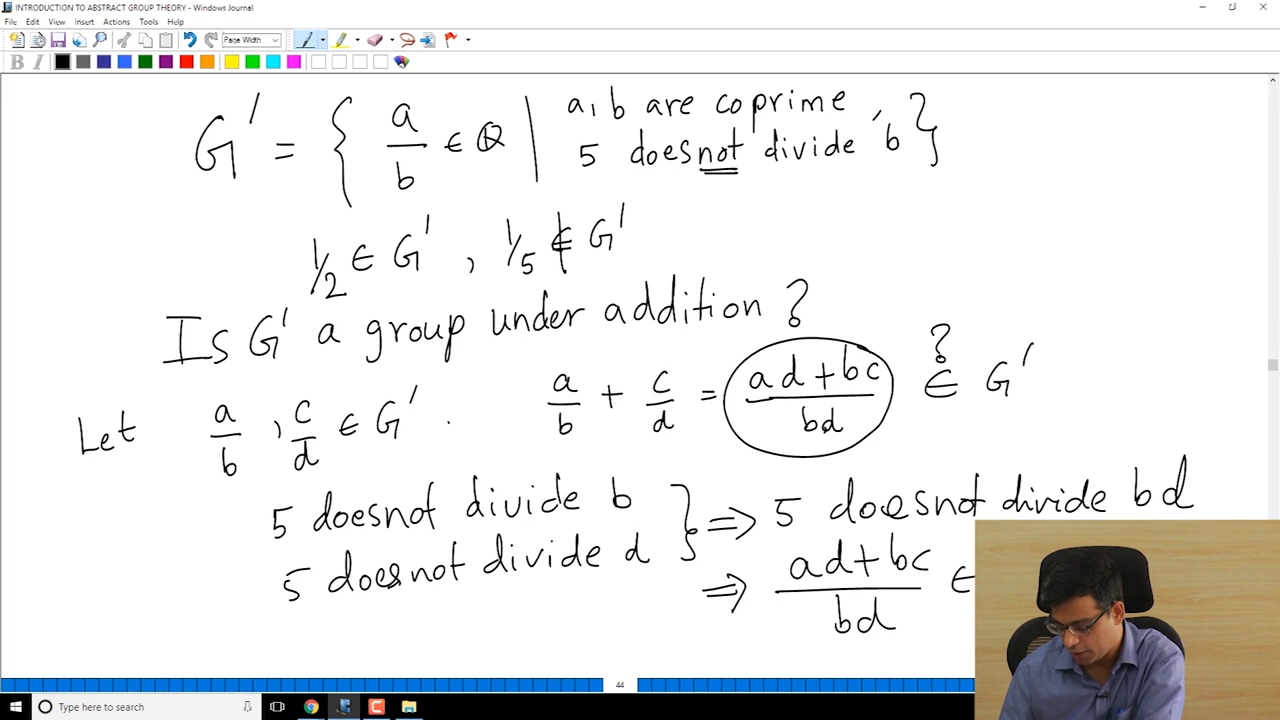 INTRODUCTION TO ABSTRACT GROUP THEORY - Windows Journal
File Edit View Insert Actions Tools Help
Page Width
B I
G' = { a/b ∈ Q | a, b are coprime, 5 does not divide b }
1/2 ∈ G' , 1/5 ∉ G'
Is G' a group under addition ?
Let a/b , c/d ∈ G' . a/b + c/d = (ad+bc)/bd ∈? G'
5 doesnot divide b } ⇒ 5 doesnot divide bd
5 doesnot divide d ⇒ (ad+bc)/bd ∈
44
Type here to search